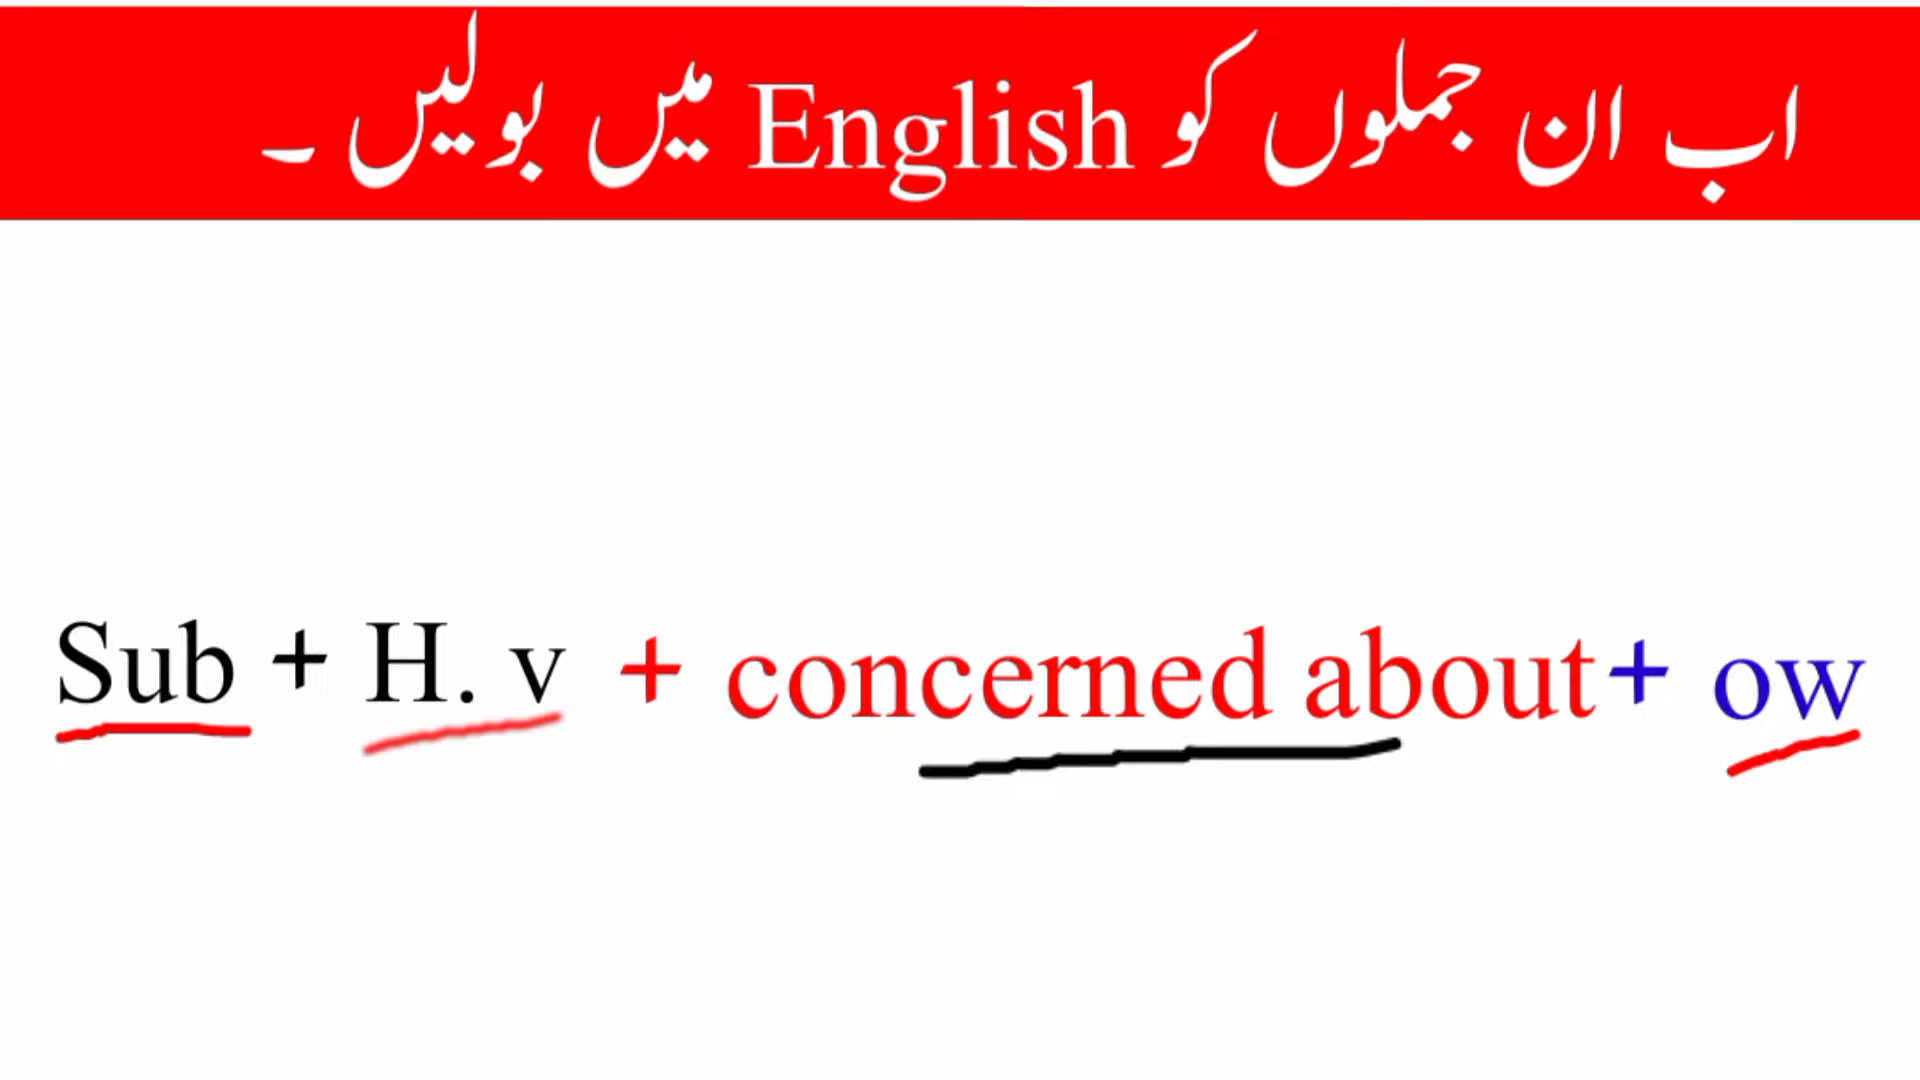 اب ان جملوں کو English میں بولیں ۔
Sub + H. v + concerned about + ow